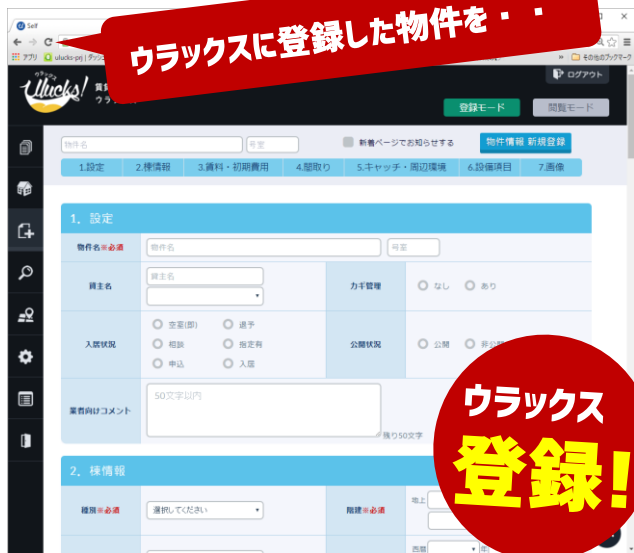 ウラックスに登録した物件を・・
Self
アプリ
ulucks-prj | ダッシュ
その他のブックマーク
Ulucks!
ログアウト
登録モード
閲覧モード
物件名
号室
新着ページでお知らせする
物件情報 新規登録
1.設定
2.棟情報
3.賃料・初期費用
4.間取り
5.キャッチ・周辺環境
6.設備項目
7.画像
1. 設定
物件名※必須
物件名
号室
貸主名
貸主名
カギ管理
なし
あり
入居状況
空室(即)
退予
相談
指定有
申込
入居
公開状況
公開
業者向けコメント
50文字以内
残り50文字
ウラックス
登録!
2. 棟情報
種別※必須
選択してください
階建※必須
地上
西暦